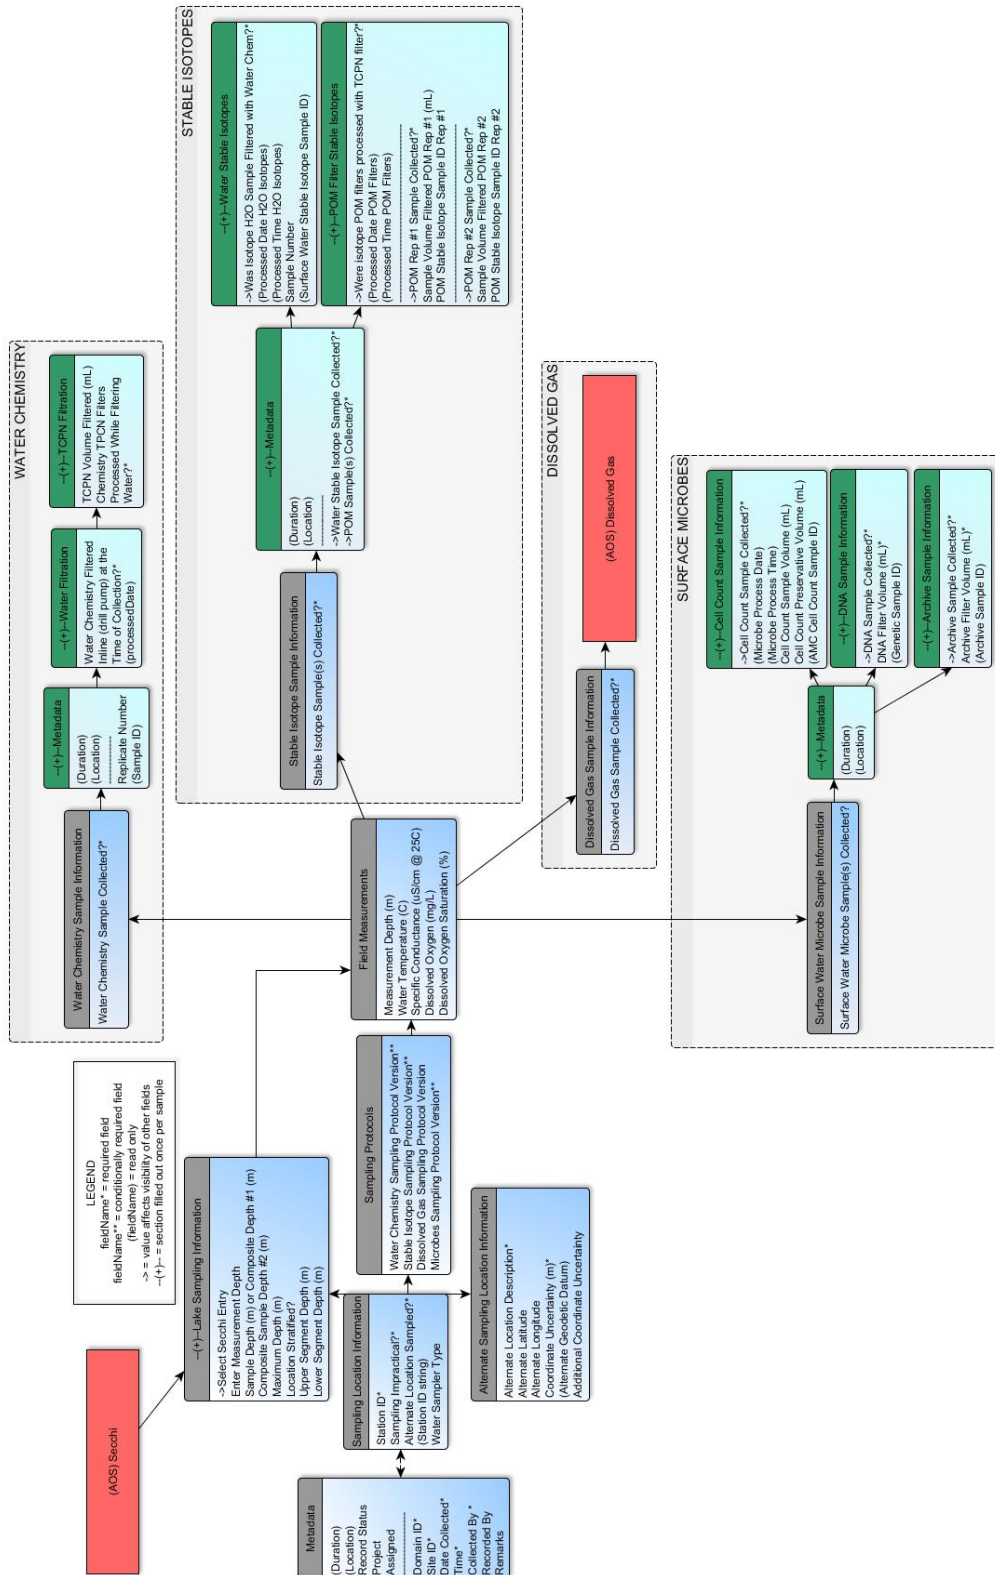 (AOS) Secchi
LEGEND
fieldName* = required field
fieldName** = conditionally required field
(fieldName) = read only
-> = value affects visibility of other fields
--(+)-- = section filled out once per sample
Metadata
(Duration)
(Location)
Record Status
Project
Assigned
--------------------
Domain ID*
Site ID*
Date Collected*
Time*
Collected By *
Recorded By
Remarks
Sampling Location Information
Station ID*
Sampling Impractical?*
Alternate Location Sampled?*
(Station ID string)
Water Sampler Type
--(+)--Lake Sampling Information
->Select Secchi Entry
Enter Measurement Depth
Sample Depth (m) or Composite Depth #1 (m)
Composite Sample Depth #2 (m)
Maximum Depth (m)
Location Stratified?
Upper Segment Depth (m)
Lower Segment Depth (m)
Alternate Sampling Location Information
Alternate Location Description*
Alternate Latitude
Alternate Longitude
Coordinate Uncertainty (m)*
(Alternate Geodetic Datum)
Additional Coordinate Uncertainty
Sampling Protocols
Water Chemistry Sampling Protocol Version**
Stable Isotope Sampling Protocol Version**
Dissolved Gas Sampling Protocol Version
Microbes Sampling Protocol Version**
Field Measurements
Measurement Depth (m)
Water Temperature (C)
Specific Conductance (uS/cm @ 25C)
Dissolved Oxygen (mg/L)
Dissolved Oxygen Saturation (%)
WATER CHEMISTRY
Water Chemistry Sample Information
Water Chemistry Sample Collected?*
--(+)--Metadata
(Duration)
(Location)
---------------
Replicate Number
(Sample ID)
--(+)--Water Filtration
Water Chemistry Filtered
Inline (drill pump) at the
Time of Collection?*
(processedDate)
--(+)--TCPN Filtration
TCPN Volume Filtered (mL)
Chemistry TPCN Filters
Processed While Filtering
Water?*
STABLE ISOTOPES
Stable Isotope Sample Information
Stable Isotope Sample(s) Collected?*
--(+)--Metadata
(Duration)
(Location)
---------------
->Water Stable Isotope Sample Collected?*
->POM Sample(s) Collected?*
--(+)--Water Stable Isotopes
->Was Isotope H2O Sample Filtered with Water Chem?*
(Processed Date H2O Isotopes)
(Processed Time H2O Isotopes)
Sample Number
(Surface Water Stable Isotope Sample ID)
--(+)--POM Filter Stable Isotopes
->Were isotope POM filters processed with TCPN filter?*
(Processed Date POM Filters)
(Processed Time POM Filters)
--------------------
->POM Rep #1 Sample Collected?*
Sample Volume Filtered POM Rep #1 (mL)
POM Stable Isotope Sample ID Rep #1
--------------------
->POM Rep #2 Sample Collected?*
Sample Volume Filtered POM Rep #2
POM Stable Isotope Sample ID Rep #2
DISSOLVED GAS
Dissolved Gas Sample Information
Dissolved Gas Sample Collected?*
(AOS) Dissolved Gas
SURFACE MICROBES
Surface Water Microbe Sample Information
Surface Water Microbe Sample(s) Collected?
--(+)--Metadata
(Duration)
(Location)
--(+)--Cell Count Sample Information
->Cell Count Sample Collected?*
(Microbe Process Date)
(Microbe Process Time)
Cell Count Sample Volume (mL)
Cell Count Preservative Volume (mL)
(AMC Cell Count Sample ID)
--(+)--DNA Sample Information
->DNA Sample Collected?*
DNA Filter Volume (mL)*
(Genetic Sample ID)
--(+)--Archive Sample Information
->Archive Sample Collected?*
Archive Filter Volume (mL)*
(Archive Sample ID)